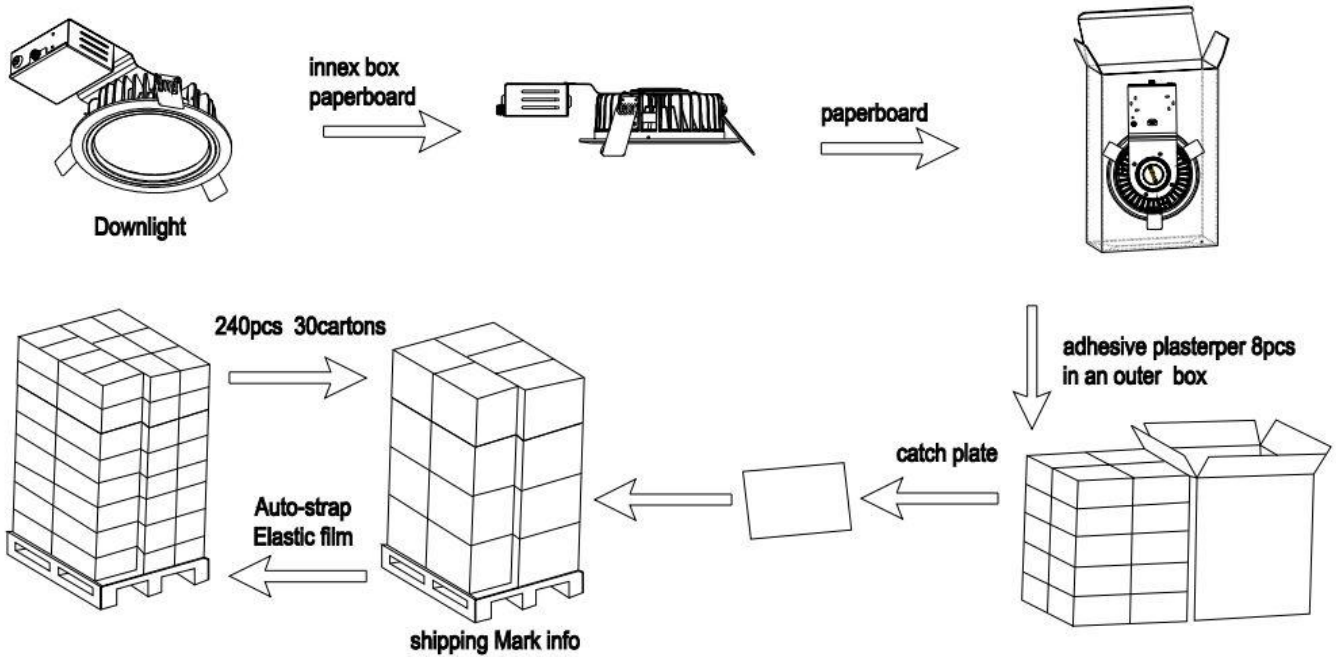 innex box
paperboard
paperboard
Downlight
240pcs  30cartons
adhesive plasterper 8pcs
in an outer  box
catch plate
Auto-strap
Elastic film
shipping Mark info